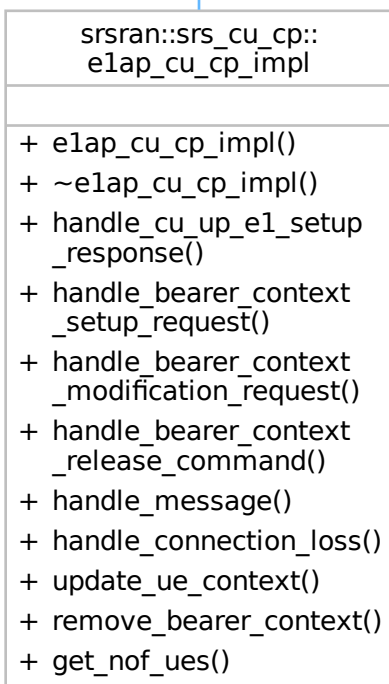 srsran::srs_cu_cp::
e1ap_cu_cp_impl
+ e1ap_cu_cp_impl()
+ ~e1ap_cu_cp_impl()
+ handle_cu_up_e1_setup
_response()
+ handle_bearer_context
_setup_request()
+ handle_bearer_context
_modification_request()
+ handle_bearer_context
_release_command()
+ handle_message()
+ handle_connection_loss()
+ update_ue_context()
+ remove_bearer_context()
+ get_nof_ues()